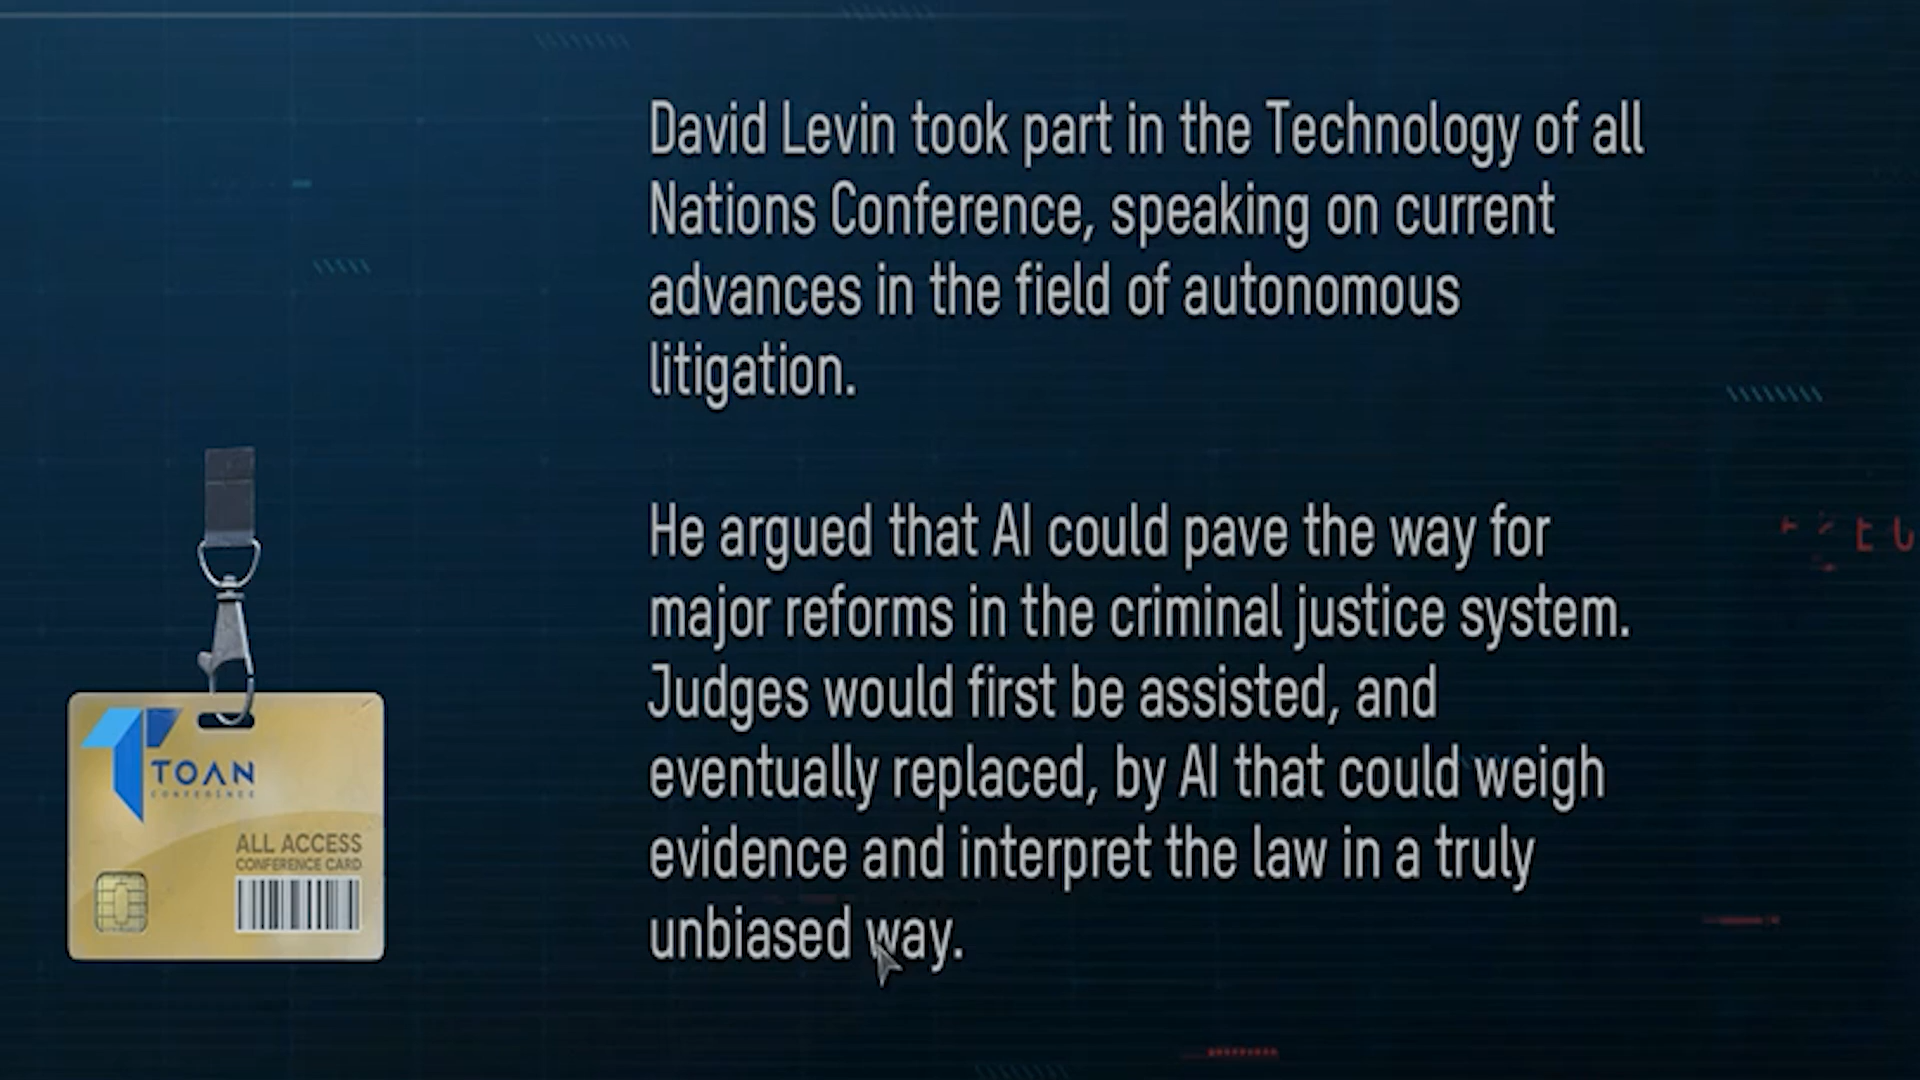 David Levin took part in the Technology of all
Nations Conference, speaking on current
advances in the field of autonomous
litigation.
He argued that AI could pave the way for
major reforms in the criminal justice system.
Judges would first be assisted, and
eventually replaced, by AI that could weigh
evidence and interpret the law in a truly
unbiased way.
TOAN
CONFERENCE
ALL ACCESS
CONFERENCE CARD